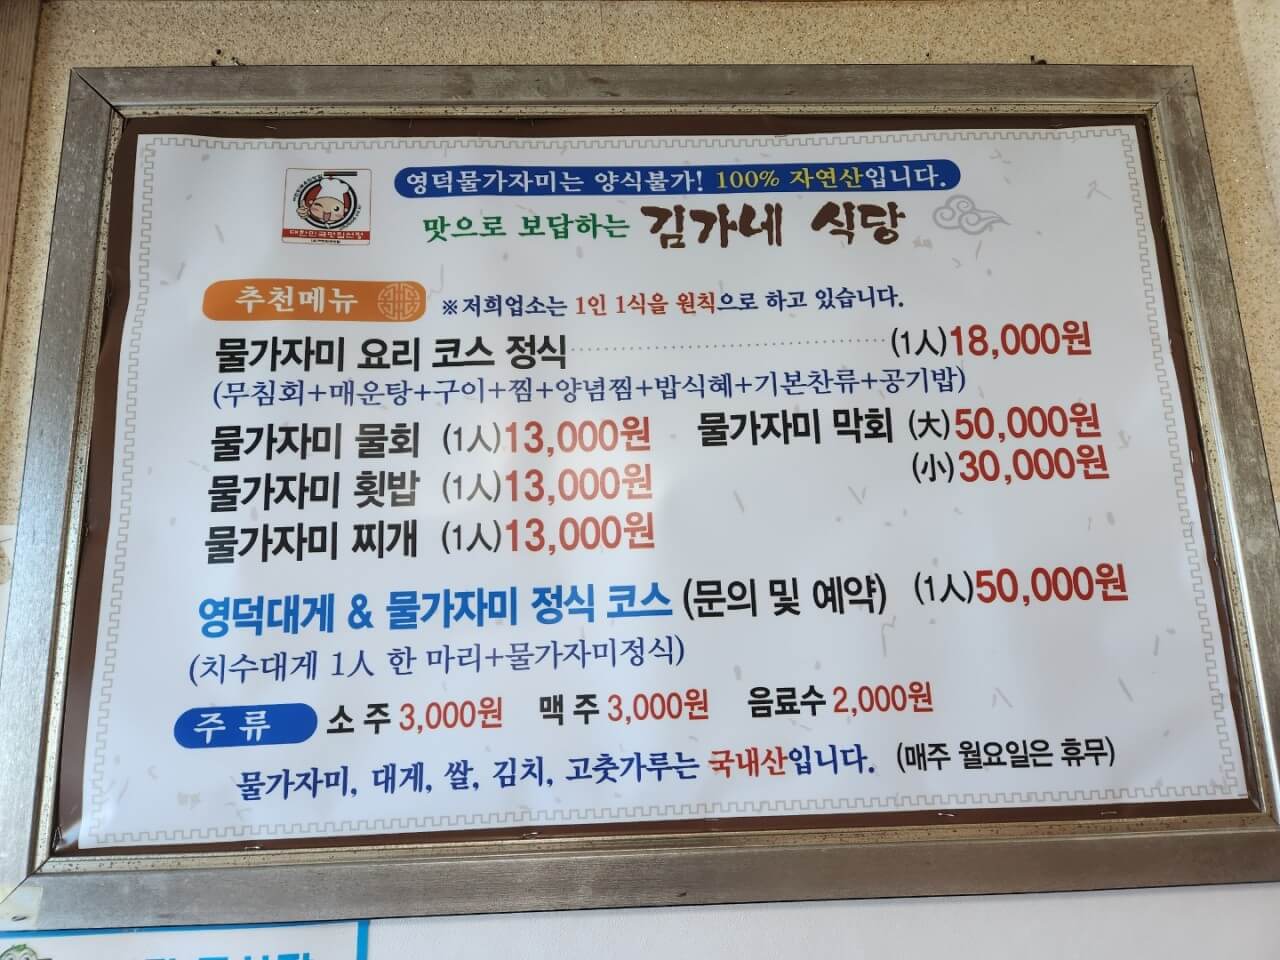 영덕물가자미는 양식불가! 100% 자연산입니다.
맛으로 보답하는 김가네 식당
대한민국맛집선정
추천메뉴 ※저희업소는 1인 1식을 원칙으로 하고 있습니다.
물가자미 요리 코스 정식 (1人)18,000원
(무침회+매운탕+구이+찜+양념찜+밥식혜+기본찬류+공기밥)
물가자미 물회 (1人)13,000원 물가자미 막회 (大)50,000원
(小)30,000원
물가자미 횟밥 (1人)13,000원
물가자미 찌개 (1人)13,000원
영덕대게 & 물가자미 정식 코스 (문의 및 예약) (1人)50,000원
(치수대게 1人 한 마리+물가자미정식)
주류 소주 3,000원 맥주 3,000원 음료수 2,000원
물가자미, 대게, 쌀, 김치, 고춧가루는 국내산입니다. (매주 월요일은 휴무)